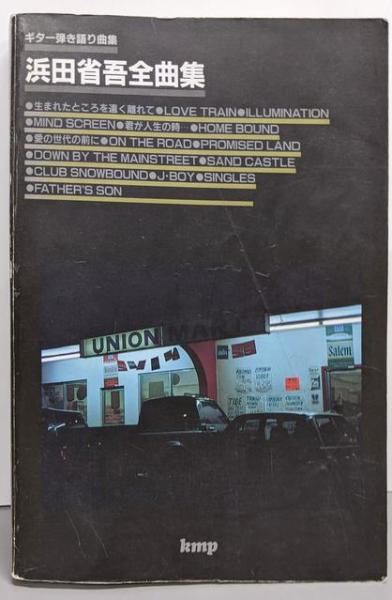 ギター弾き語り曲集
浜田省吾全曲集
●生まれたところを遠く離れて●LOVE TRAIN●ILLUMINATION
●MIND SCREEN●君が人生の時…●HOME BOUND
●愛の世代の前に●ON THE ROAD●PROMISED LAND
●DOWN BY THE MAINSTREET●SAND CASTLE
●CLUB SNOWBOUND●J・BOY●SINGLES
●FATHER'S SON
UNION
Salem
TIDE
kmp